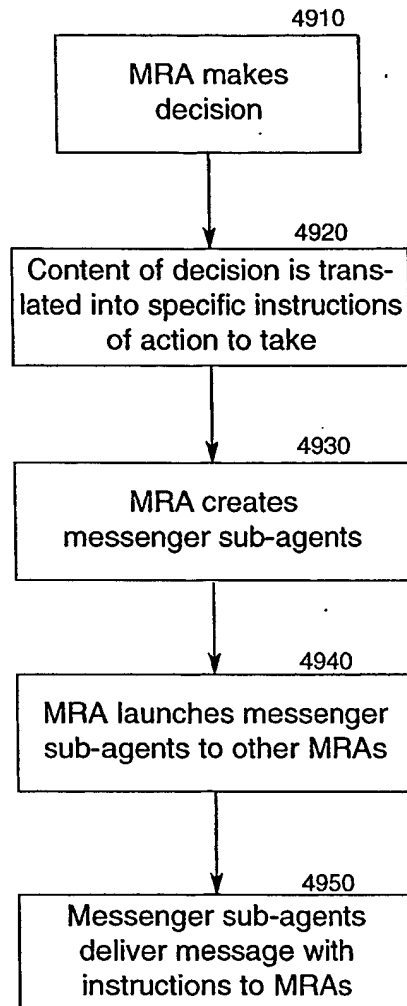 4910
MRA makes
decision
4920
Content of decision is trans-
lated into specific instructions
of action to take
4930
MRA creates
messenger sub-agents
4940
MRA launches messenger
sub-agents to other MRAs
4950
Messenger sub-agents
deliver message with
instructions to MRAs